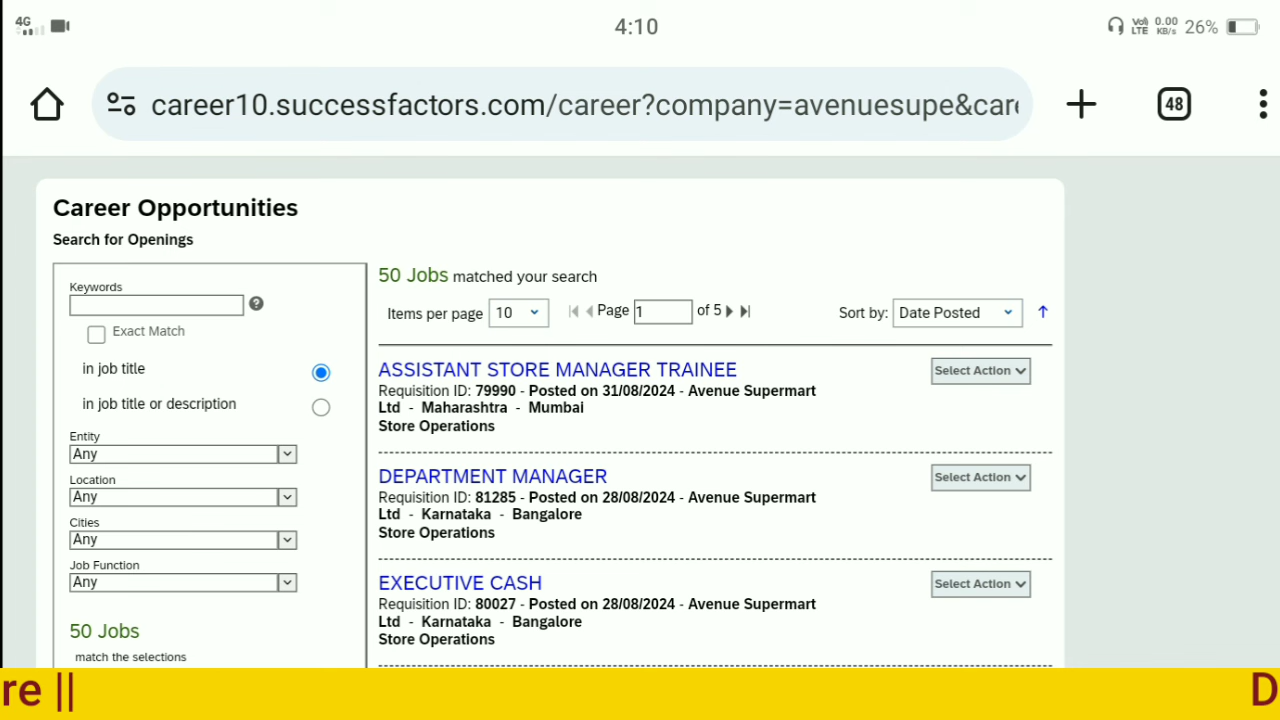 4G
4:10
Vo) LTE 0.00 KB/s 26%
career10.successfactors.com/career?company=avenuesupe&care
48
Career Opportunities
Search for Openings
Keywords
?
Exact Match
in job title
in job title or description
Entity
Any
Location
Any
Cities
Any
Job Function
Any
50 Jobs
match the selections
50 Jobs matched your search
Items per page 10 Page 1 of 5 Sort by: Date Posted
ASSISTANT STORE MANAGER TRAINEE Select Action
Requisition ID: 79990 - Posted on 31/08/2024 - Avenue Supermart
Ltd - Maharashtra - Mumbai
Store Operations
DEPARTMENT MANAGER Select Action
Requisition ID: 81285 - Posted on 28/08/2024 - Avenue Supermart
Ltd - Karnataka - Bangalore
Store Operations
EXECUTIVE CASH Select Action
Requisition ID: 80027 - Posted on 28/08/2024 - Avenue Supermart
Ltd - Karnataka - Bangalore
Store Operations
re || D